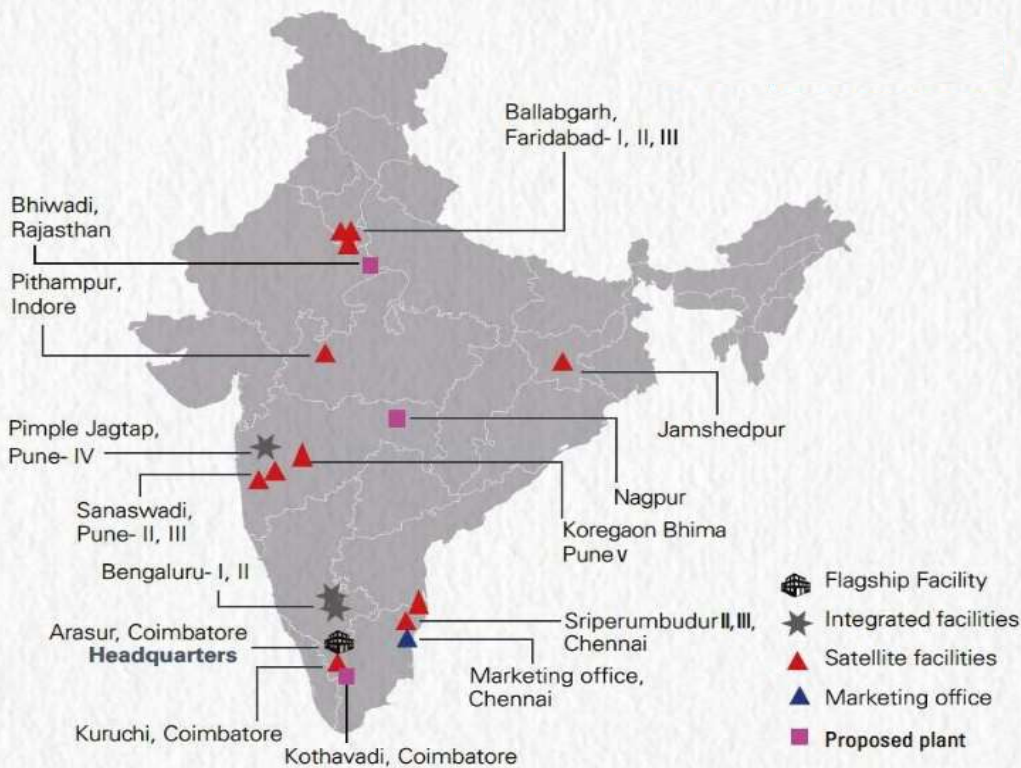 Ballabgarh,
Faridabad- I, II, III
Bhiwadi,
Rajasthan
Pithampur,
Indore
Jamshedpur
Pimple Jagtap,
Pune- IV
Nagpur
Sanaswadi,
Pune- II, III
Koregaon Bhima
Pune v
Bengaluru- I, II
Arasur, Coimbatore
Headquarters
Sriperumbudur II, III,
Chennai
Marketing office,
Chennai
Kuruchi, Coimbatore
Kothavadi, Coimbatore
Flagship Facility
Integrated facilities
Satellite facilities
Marketing office
Proposed plant